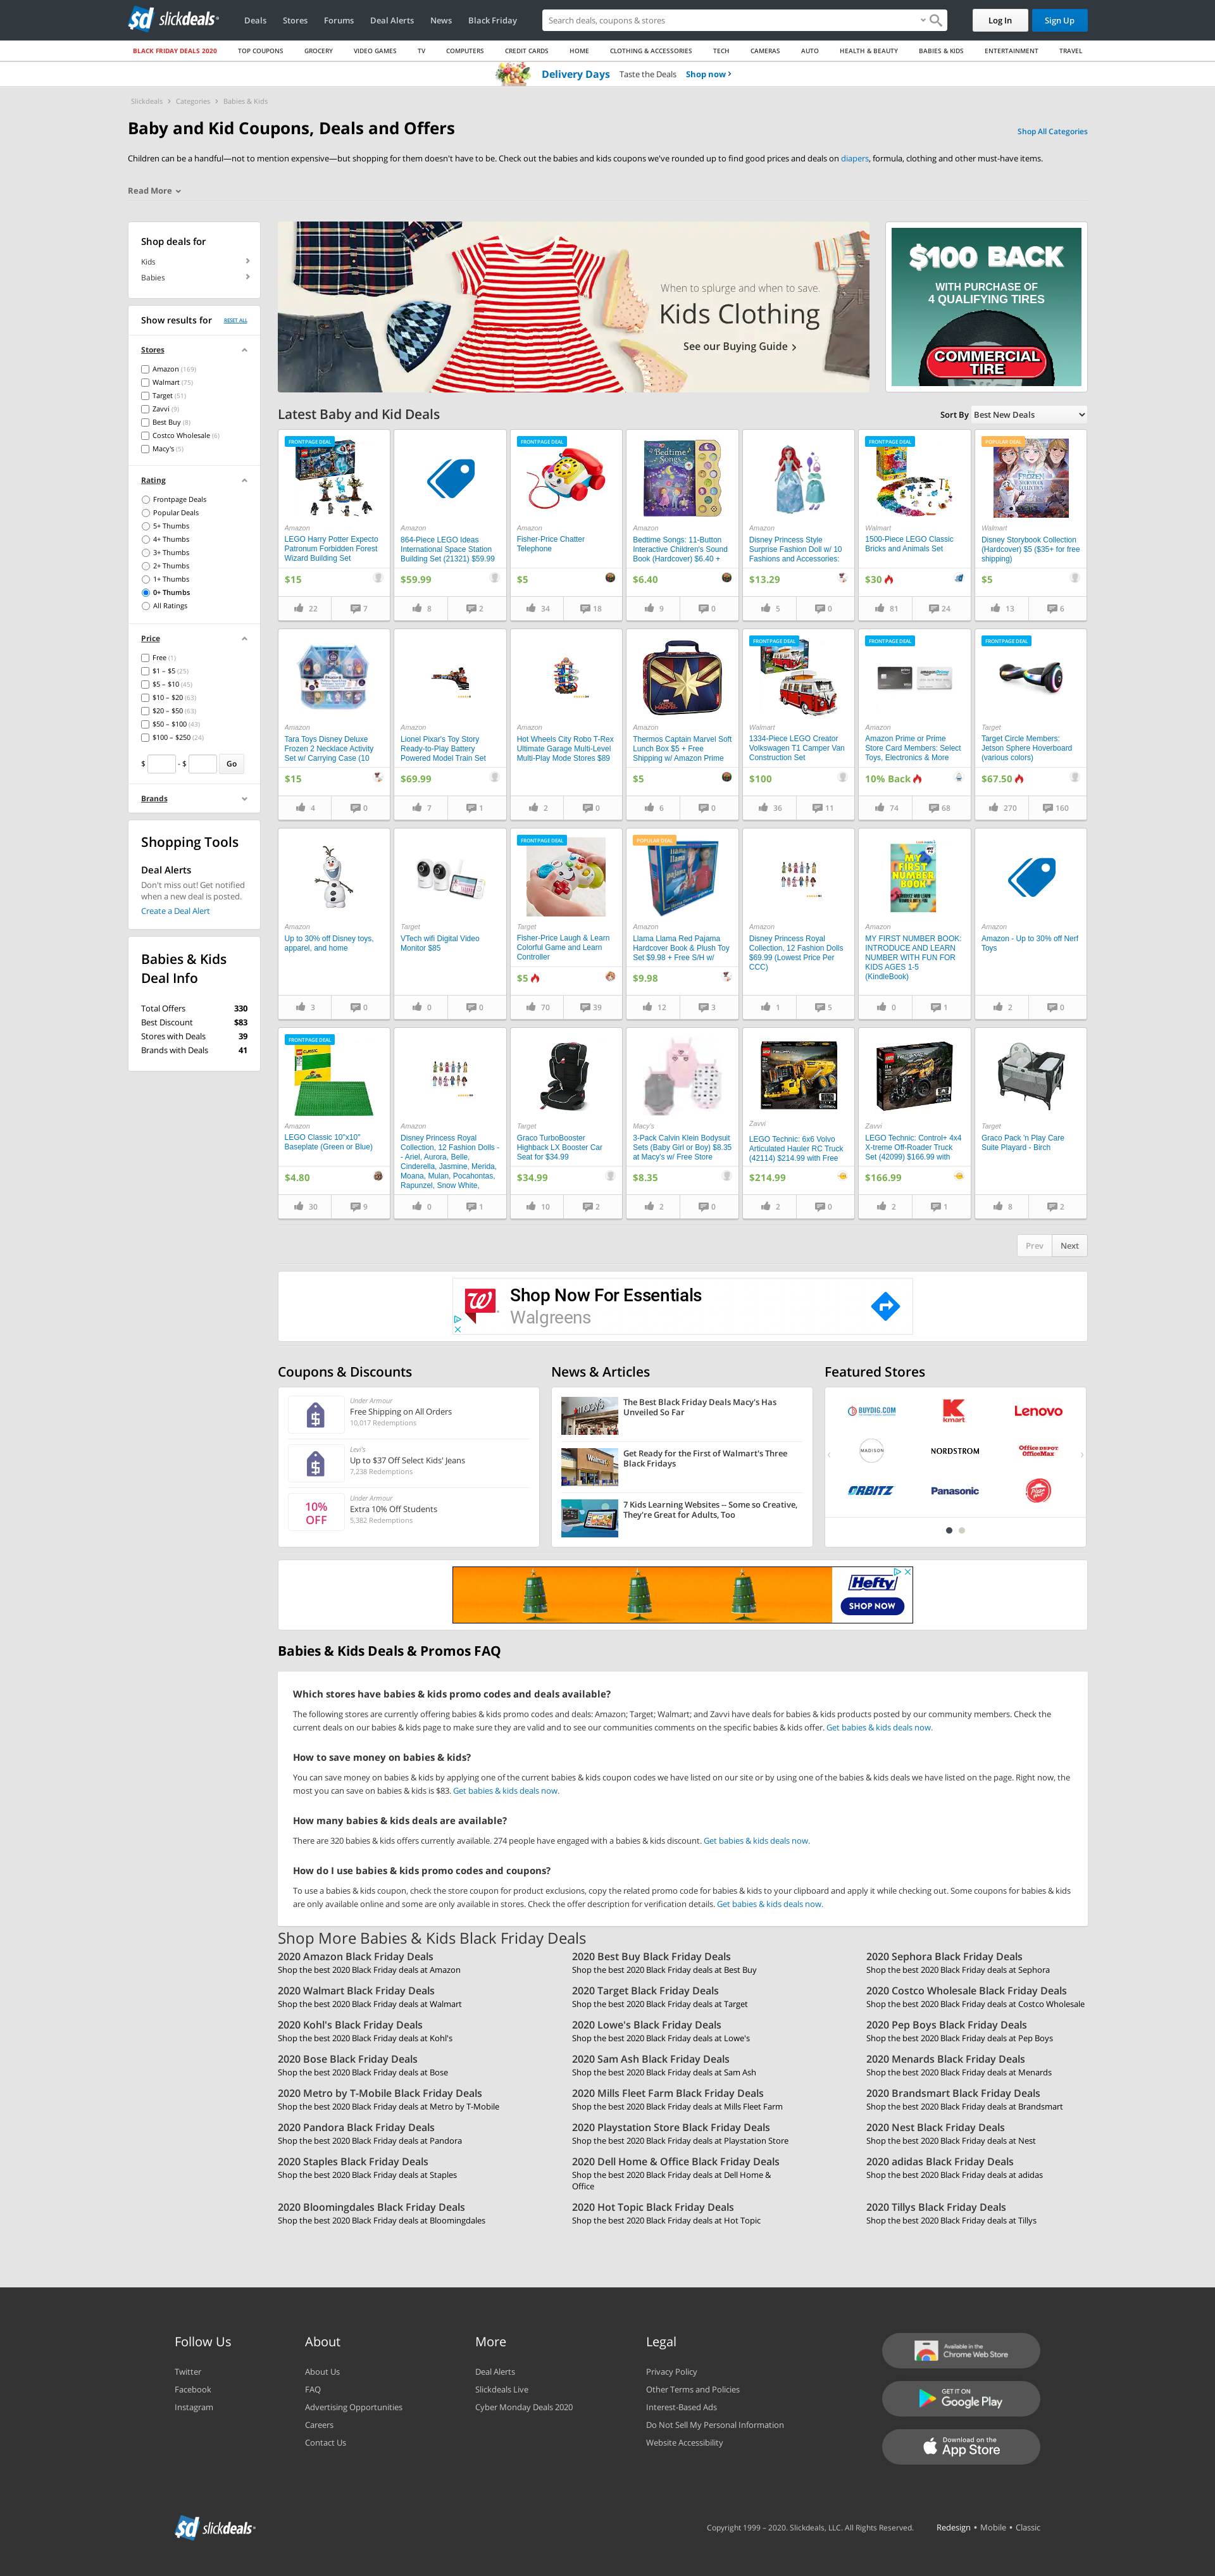 slickdeals
Deals
Stores
Forums
Deal Alerts
News
Black Friday
Search deals, coupons & stores
Log In
Sign Up
BLACK FRIDAY DEALS 2020
TOP COUPONS
GROCERY
VIDEO GAMES
TV
COMPUTERS
CREDIT CARDS
HOME
CLOTHING & ACCESSORIES
TECH
CAMERAS
AUTO
HEALTH & BEAUTY
BABIES & KIDS
ENTERTAINMENT
TRAVEL
Delivery Days Taste the Deals Shop now
Slickdeals
Categories
Babies & Kids
Baby and Kid Coupons, Deals and Offers
Shop All Categories
Children can be a handful—not to mention expensive—but shopping for them doesn't have to be. Check out the babies and kids coupons we've rounded up to find good prices and deals on diapers, formula, clothing and other must-have items.
Read More
Shop deals for
Kids
Babies
Show results for RESET ALL
Stores
Amazon (169)
Walmart (75)
Target (51)
Zavvi (9)
Best Buy (8)
Costco Wholesale (6)
Macy's (5)
Rating
Frontpage Deals
Popular Deals
5+ Thumbs
4+ Thumbs
3+ Thumbs
2+ Thumbs
1+ Thumbs
0+ Thumbs
All Ratings
Price
Free (1)
$1 – $5 (25)
$5 – $10 (45)
$10 – $20 (63)
$20 – $50 (63)
$50 – $100 (43)
$100 – $250 (24)
$ - $ Go
Brands
Shopping Tools
Deal Alerts
Don't miss out! Get notified
when a new deal is posted.
Create a Deal Alert
Babies & Kids
Deal Info
Total Offers 330
Best Discount $83
Stores with Deals 39
Brands with Deals 41
When to splurge and when to save.
Kids Clothing
See our Buying Guide
$100 BACK
WITH PURCHASE OF
4 QUALIFYING TIRES
COMMERCIAL
TIRE
Latest Baby and Kid Deals
Sort By Best New Deals
FRONTPAGE DEAL
Amazon
LEGO Harry Potter Expecto
Patronum Forbidden Forest
Wizard Building Set
$15
22 7
Amazon
864-Piece LEGO Ideas
International Space Station
Building Set (21321) $59.99
$59.99
8 2
FRONTPAGE DEAL
Amazon
Fisher-Price Chatter
Telephone
$5
34 18
Bedtime
Songs
Amazon
Bedtime Songs: 11-Button
Interactive Children's Sound
Book (Hardcover) $6.40 +
$6.40
9 0
Amazon
Disney Princess Style
Surprise Fashion Doll w/ 10
Fashions and Accessories:
$13.29
5 0
FRONTPAGE DEAL
Walmart
1500-Piece LEGO Classic
Bricks and Animals Set
$30
81 24
POPULAR DEAL
FROZEN
STORYBOOK
COLLECTION
Walmart
Disney Storybook Collection
(Hardcover) $5 ($35+ for free
shipping)
$5
13 6
Amazon
Tara Toys Disney Deluxe
Frozen 2 Necklace Activity
Set w/ Carrying Case (10
$15
4 0
Amazon
Lionel Pixar's Toy Story
Ready-to-Play Battery
Powered Model Train Set
$69.99
7 1
Amazon
Hot Wheels City Robo T-Rex
Ultimate Garage Multi-Level
Multi-Play Mode Stores $89
2 0
MARVEL
Amazon
Thermos Captain Marvel Soft
Lunch Box $5 + Free
Shipping w/ Amazon Prime
$5
6 0
FRONTPAGE DEAL
Walmart
1334-Piece LEGO Creator
Volkswagen T1 Camper Van
Construction Set
$100
36 11
FRONTPAGE DEAL
Amazon
Amazon Prime or Prime
Store Card Members: Select
Toys, Electronics & More
10% Back
74 68
FRONTPAGE DEAL
Target
Target Circle Members:
Jetson Sphere Hoverboard
(various colors)
$67.50
270 160
Amazon
Up to 30% off Disney toys,
apparel, and home
3 0
Target
VTech wifi Digital Video
Monitor $85
0 0
FRONTPAGE DEAL
Target
Fisher-Price Laugh & Learn
Colorful Game and Learn
Controller
$5
70 39
POPULAR DEAL
llama
llama
Amazon
Llama Llama Red Pajama
Hardcover Book & Plush Toy
Set $9.98 + Free S/H w/
$9.98
12 3
Amazon
Disney Princess Royal
Collection, 12 Fashion Dolls
$69.99 (Lowest Price Per
CCC)
1 5
MY FIRST
NUMBER
BOOK
Amazon
MY FIRST NUMBER BOOK:
INTRODUCE AND LEARN
NUMBER WITH FUN FOR
KIDS AGES 1-5
(KindleBook)
0 1
Amazon
Amazon - Up to 30% off Nerf
Toys
2 0
FRONTPAGE DEAL
CLASSIC
Amazon
LEGO Classic 10"x10"
Baseplate (Green or Blue)
$4.80
30 9
Amazon
Disney Princess Royal
Collection, 12 Fashion Dolls -
- Ariel, Aurora, Belle,
Cinderella, Jasmine, Merida,
Moana, Mulan, Pocahontas,
Rapunzel, Snow White,
0 1
Target
Graco TurboBooster
Highback LX Booster Car
Seat for $34.99
$34.99
10 2
Macy's
3-Pack Calvin Klein Bodysuit
Sets (Baby Girl or Boy) $8.35
at Macy's w/ Free Store
$8.35
2 0
Zavvi
LEGO Technic: 6x6 Volvo
Articulated Hauler RC Truck
(42114) $214.99 with Free
$214.99
2 0
Zavvi
LEGO Technic: Control+ 4x4
X-treme Off-Roader Truck
Set (42099) $166.99 with
$166.99
2 1
Target
Graco Pack 'n Play Care
Suite Playard - Birch
8 2
Prev Next
Shop Now For Essentials
Walgreens
Coupons & Discounts
Under Armour
Free Shipping on All Orders
10,017 Redemptions
Levi's
Up to $37 Off Select Kids' Jeans
7,238 Redemptions
10%
OFF
Under Armour
Extra 10% Off Students
5,382 Redemptions
News & Articles
The Best Black Friday Deals Macy's Has
Unveiled So Far
Get Ready for the First of Walmart's Three
Black Fridays
7 Kids Learning Websites -- Some so Creative,
They're Great for Adults, Too
Featured Stores
BUYDIG.COM
Kmart
Lenovo
MADISON
NORDSTROM
Office DEPOT
OfficeMax
ORBITZ
Panasonic
Pizza Hut
Hefty
SHOP NOW
Babies & Kids Deals & Promos FAQ
Which stores have babies & kids promo codes and deals available?
The following stores are currently offering babies & kids promo codes and deals: Amazon; Target; Walmart; and Zavvi have deals for babies & kids products posted by our community members. Check the
current deals on our babies & kids page to make sure they are valid and to see our communities comments on the specific babies & kids offer. Get babies & kids deals now.
How to save money on babies & kids?
You can save money on babies & kids by applying one of the current babies & kids coupon codes we have listed on our site or by using one of the babies & kids deals we have listed on the page. Right now, the
most you can save on babies & kids is $83. Get babies & kids deals now.
How many babies & kids deals are available?
There are 320 babies & kids offers currently available. 274 people have engaged with a babies & kids discount. Get babies & kids deals now.
How do I use babies & kids promo codes and coupons?
To use a babies & kids coupon, check the store coupon for product exclusions, copy the related promo code for babies & kids to your clipboard and apply it while checking out. Some coupons for babies & kids
are only available online and some are only available in stores. Check the offer description for verification details. Get babies & kids deals now.
Shop More Babies & Kids Black Friday Deals
2020 Amazon Black Friday Deals
Shop the best 2020 Black Friday deals at Amazon
2020 Best Buy Black Friday Deals
Shop the best 2020 Black Friday deals at Best Buy
2020 Sephora Black Friday Deals
Shop the best 2020 Black Friday deals at Sephora
2020 Walmart Black Friday Deals
Shop the best 2020 Black Friday deals at Walmart
2020 Target Black Friday Deals
Shop the best 2020 Black Friday deals at Target
2020 Costco Wholesale Black Friday Deals
Shop the best 2020 Black Friday deals at Costco Wholesale
2020 Kohl's Black Friday Deals
Shop the best 2020 Black Friday deals at Kohl's
2020 Lowe's Black Friday Deals
Shop the best 2020 Black Friday deals at Lowe's
2020 Pep Boys Black Friday Deals
Shop the best 2020 Black Friday deals at Pep Boys
2020 Bose Black Friday Deals
Shop the best 2020 Black Friday deals at Bose
2020 Sam Ash Black Friday Deals
Shop the best 2020 Black Friday deals at Sam Ash
2020 Menards Black Friday Deals
Shop the best 2020 Black Friday deals at Menards
2020 Metro by T-Mobile Black Friday Deals
Shop the best 2020 Black Friday deals at Metro by T-Mobile
2020 Mills Fleet Farm Black Friday Deals
Shop the best 2020 Black Friday deals at Mills Fleet Farm
2020 Brandsmart Black Friday Deals
Shop the best 2020 Black Friday deals at Brandsmart
2020 Pandora Black Friday Deals
Shop the best 2020 Black Friday deals at Pandora
2020 Playstation Store Black Friday Deals
Shop the best 2020 Black Friday deals at Playstation Store
2020 Nest Black Friday Deals
Shop the best 2020 Black Friday deals at Nest
2020 Staples Black Friday Deals
Shop the best 2020 Black Friday deals at Staples
2020 Dell Home & Office Black Friday Deals
Shop the best 2020 Black Friday deals at Dell Home &
Office
2020 adidas Black Friday Deals
Shop the best 2020 Black Friday deals at adidas
2020 Bloomingdales Black Friday Deals
Shop the best 2020 Black Friday deals at Bloomingdales
2020 Hot Topic Black Friday Deals
Shop the best 2020 Black Friday deals at Hot Topic
2020 Tillys Black Friday Deals
Shop the best 2020 Black Friday deals at Tillys
Follow Us
Twitter
Facebook
Instagram
About
About Us
FAQ
Advertising Opportunities
Careers
Contact Us
More
Deal Alerts
Slickdeals Live
Cyber Monday Deals 2020
Legal
Privacy Policy
Other Terms and Policies
Interest-Based Ads
Do Not Sell My Personal Information
Website Accessibility
Available in the
Chrome Web Store
GET IT ON
Google Play
Download on the
App Store
slickdeals
Copyright 1999 – 2020. Slickdeals, LLC. All Rights Reserved.
Redesign • Mobile • Classic